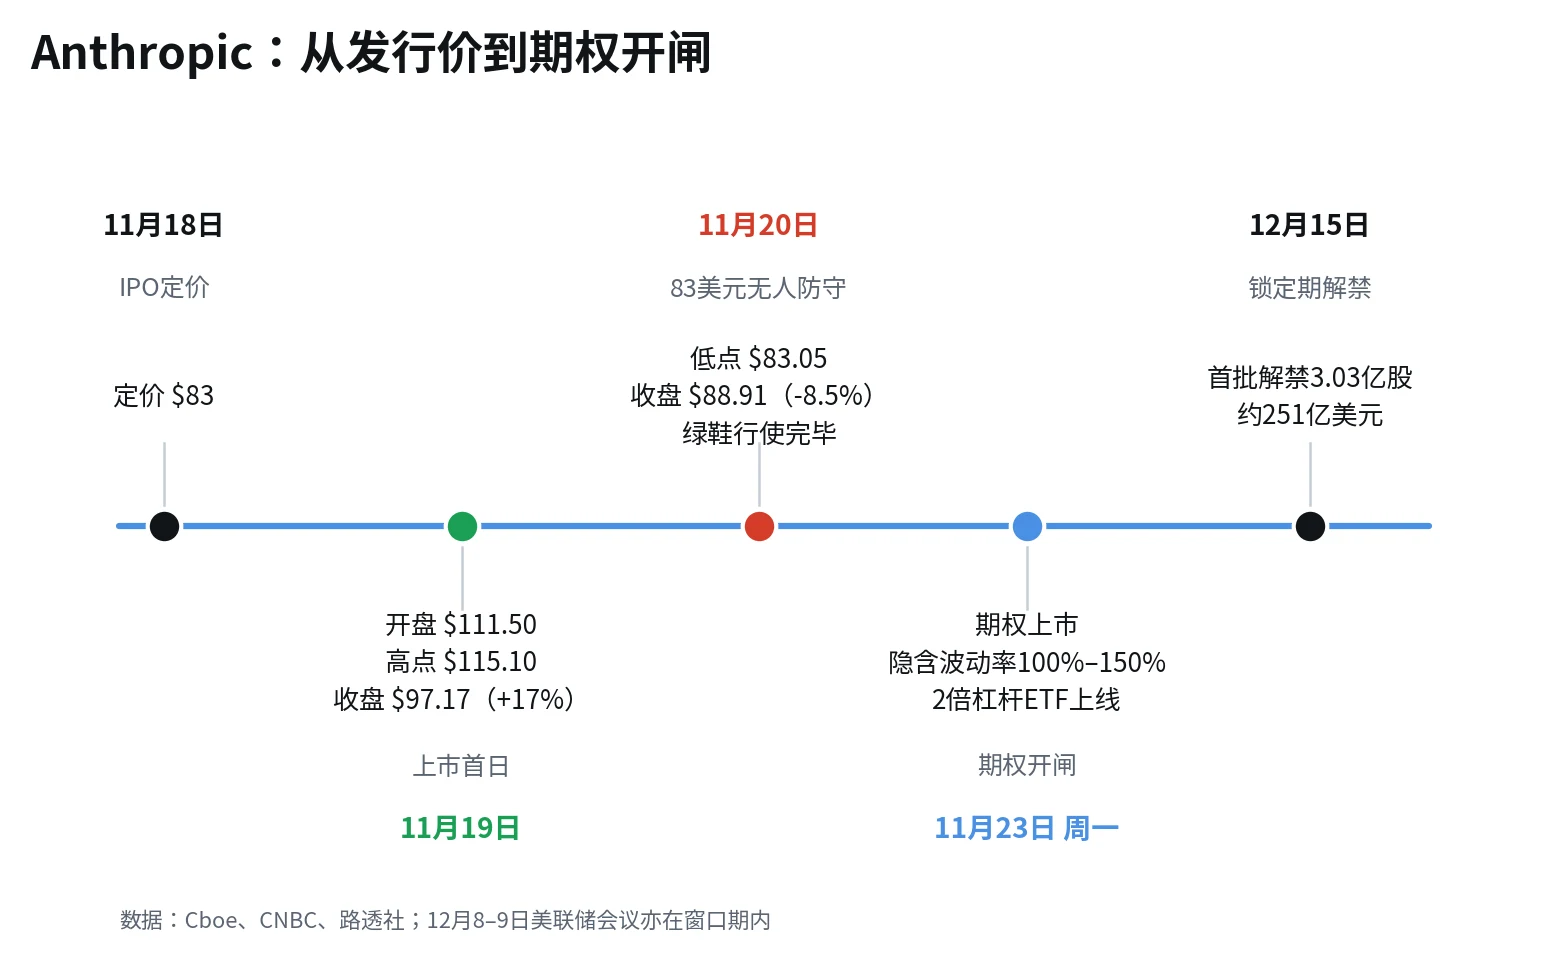 Anthropic：从发行价到期权开闸
11月18日
IPO定价
定价 $83
11月20日
83美元无人防守
低点 $83.05
收盘 $88.91（-8.5%）
绿鞋行使完毕
12月15日
锁定期解禁
首批解禁3.03亿股
约251亿美元
开盘 $111.50
高点 $115.10
收盘 $97.17（+17%）
上市首日
11月19日
期权上市
隐含波动率100%–150%
2倍杠杆ETF上线
期权开闸
11月23日 周一
数据：Cboe、CNBC、路透社；12月8–9日美联储会议亦在窗口期内